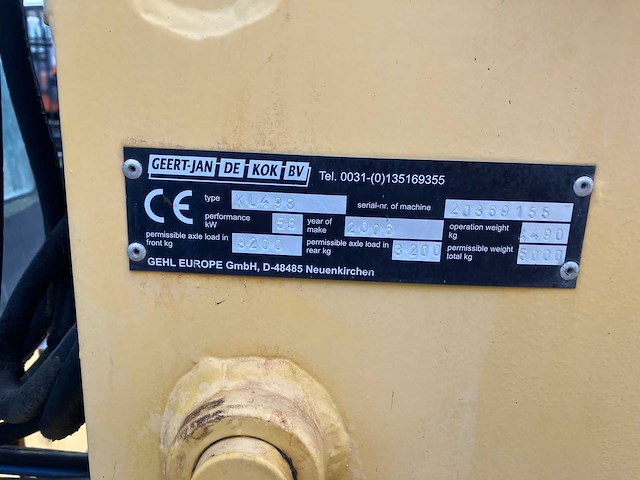 GEERT-JAN DE KOK BV Tel. 0031-(0)135169355
CE type KL498 serial-nr. of machine 20359155
performance kW 66 year of make 2006 operation weight kg 4490
permissible axle load in front kg 3200 permissible axle load in rear kg 3200 permissible weight total kg 6000
GEHL EUROPE GmbH, D-48485 Neuenkirchen